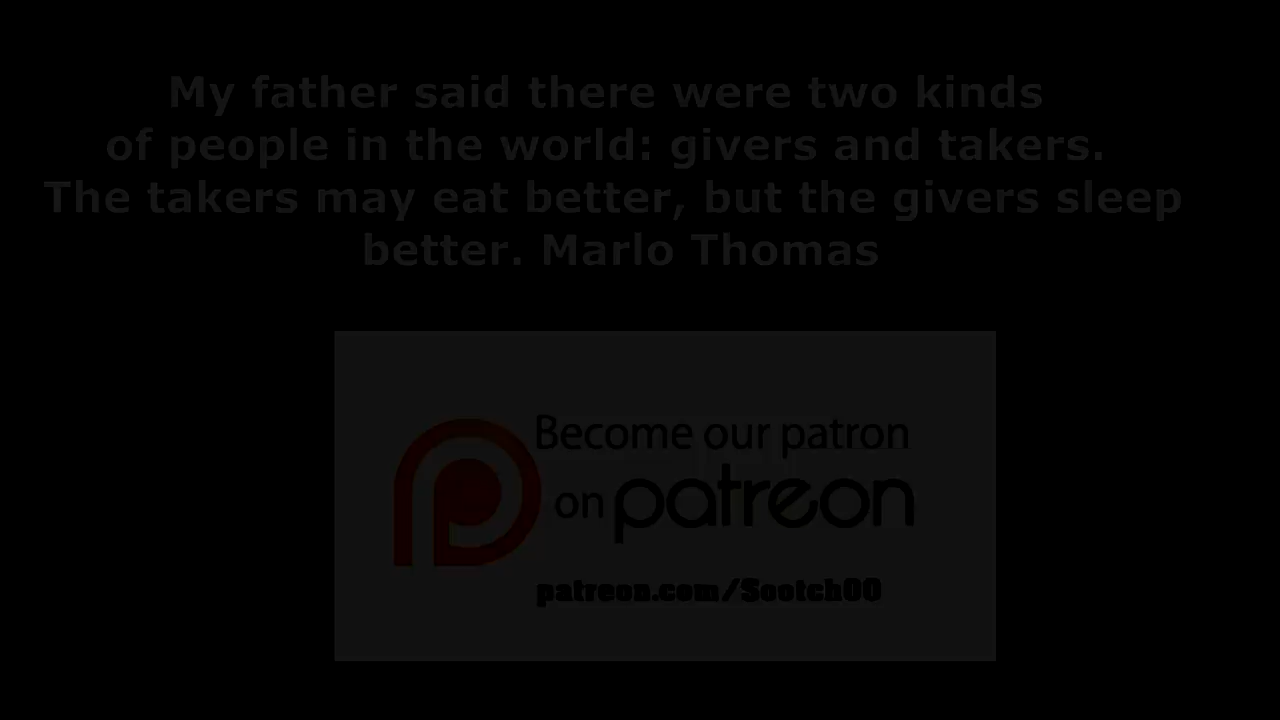 My father said there were two kinds
of people in the world: givers and takers.
The takers may eat better, but the givers sleep
better. Marlo Thomas
Become our patron
on patreon
patreon.com/Sootch00